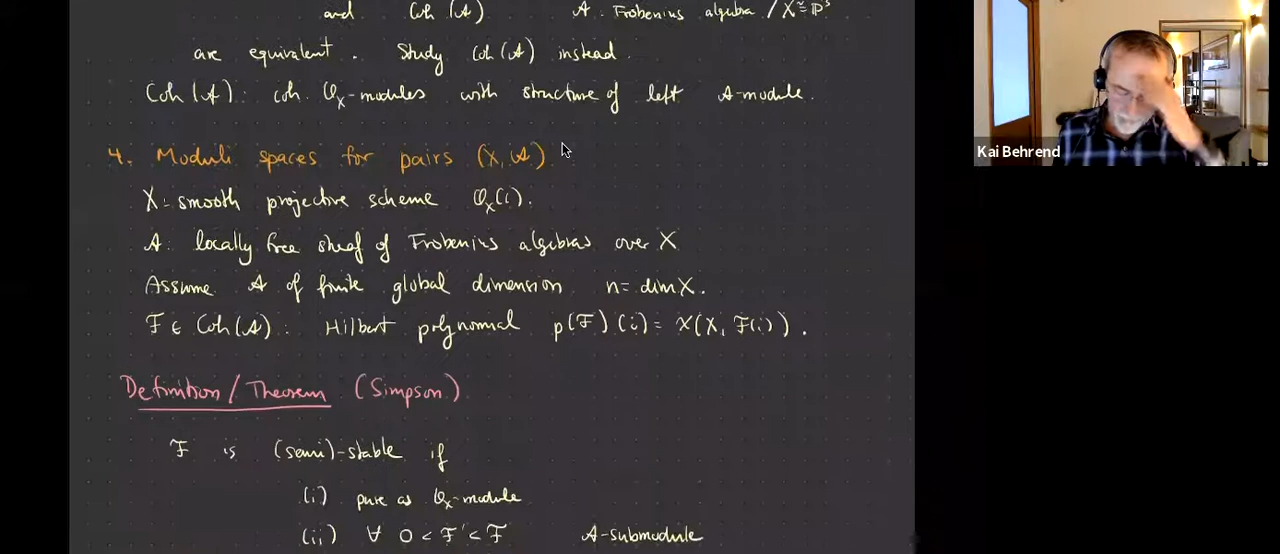 and Coh (A) A : Frobenius algebra / X ≅ ℙ³
are equivalent. Study Coh (A) instead.
Coh (A) : coh. O_X-modules with structure of left A-module.
4. Moduli spaces for pairs (X, A)
X : smooth projective scheme O_X(1).
A : locally free sheaf of Frobenius algebras over X
Assume A of finite global dimension n = dim X.
F ∈ Coh (A) : Hilbert polynomal p(F)(i) = χ(X, F(i)).
Definition / Theorem (Simpson)
F is (semi)-stable if
(i) pure as O_X-module
(ii) ∀ 0 < F' < F A-submodule
Kai Behrend